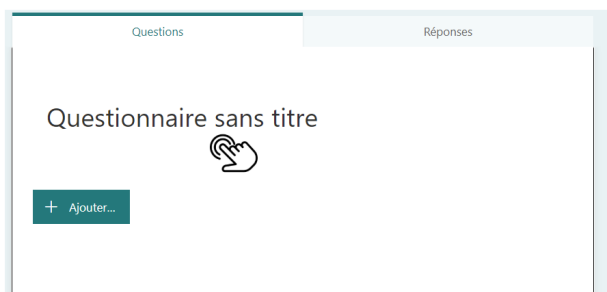 Questions
Réponses
Questionnaire sans titre
+ Ajouter...